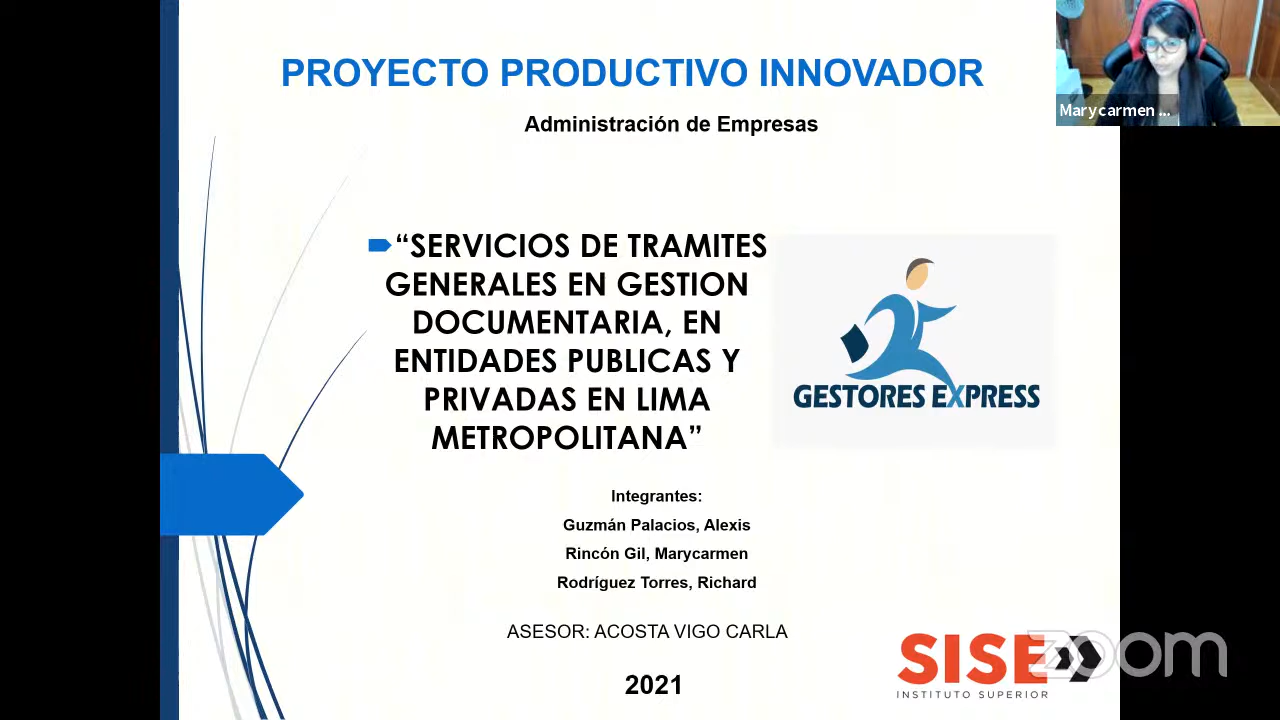 PROYECTO PRODUCTIVO INNOVADOR
Administración de Empresas
Marycarmen ...
“SERVICIOS DE TRAMITES
GENERALES EN GESTION
DOCUMENTARIA, EN
ENTIDADES PUBLICAS Y
PRIVADAS EN LIMA
METROPOLITANA”
GESTORES EXPRESS
Integrantes:
Guzmán Palacios, Alexis
Rincón Gil, Marycarmen
Rodríguez Torres, Richard
ASESOR: ACOSTA VIGO CARLA
2021
SISE
INSTITUTO SUPERIOR
zoom